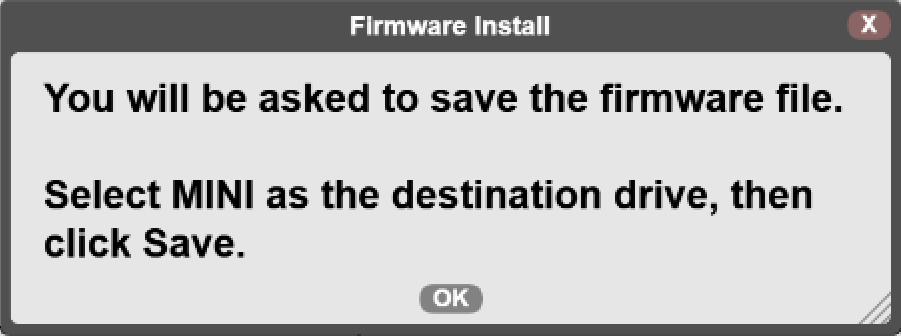 Firmware Install
X
You will be asked to save the firmware file.
Select MINI as the destination drive, then
click Save.
OK